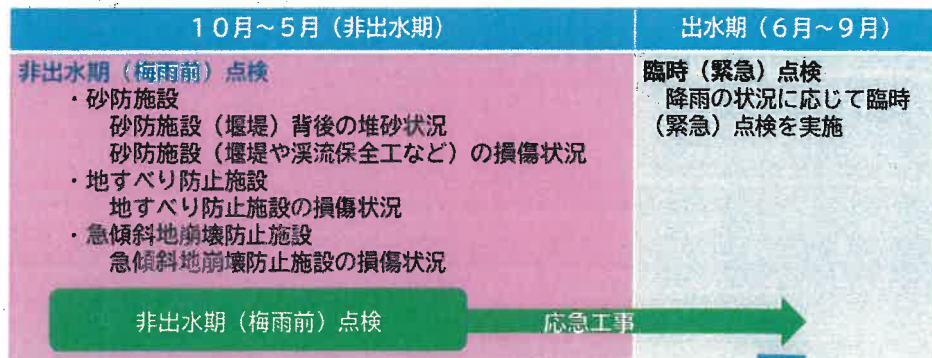 10月～5月（非出水期）
出水期（6月～9月）
非出水期（梅雨前）点検
・砂防施設
砂防施設（堰堤）背後の堆砂状況
砂防施設（堰堤や渓流保全工など）の損傷状況
・地すべり防止施設
地すべり防止施設の損傷状況
・急傾斜地崩壊防止施設
急傾斜地崩壊防止施設の損傷状況
臨時（緊急）点検
降雨の状況に応じて臨時
（緊急）点検を実施
非出水期（梅雨前）点検
応急工事